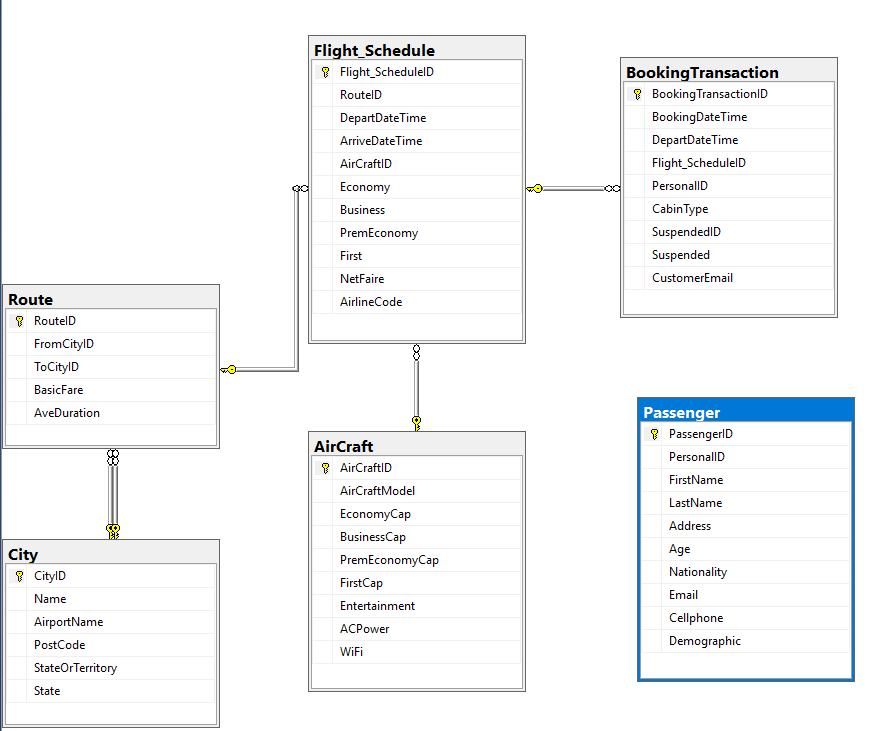 Flight_Schedule
Flight_ScheduleID
RouteID
DepartDateTime
ArriveDateTime
AirCraftID
Economy
Business
PremEconomy
First
NetFaire
AirlineCode
BookingTransaction
BookingTransactionID
BookingDateTime
DepartDateTime
Flight_ScheduleID
PersonalID
CabinType
SuspendedID
Suspended
CustomerEmail
Route
RouteID
FromCityID
ToCityID
BasicFare
AveDuration
AirCraft
AirCraftID
AirCraftModel
EconomyCap
BusinessCap
PremEconomyCap
FirstCap
Entertainment
ACPower
WiFi
Passenger
PassengerID
PersonalID
FirstName
LastName
Address
Age
Nationality
Email
Cellphone
Demographic
City
CityID
Name
AirportName
PostCode
StateOrTerritory
State